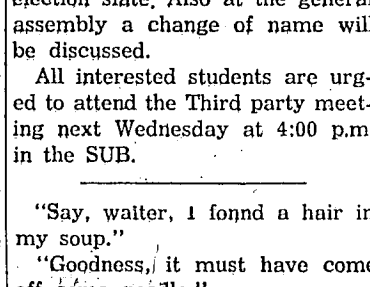 election slate. Also at the general
assembly a change of name will
be discussed.
All interested students are urg-
ed to attend the Third party meet-
ing next Wednesday at 4:00 p.m
in the SUB.
"Say, waiter, I fonnd a hair in
my soup."
"Goodness, it must have come
off